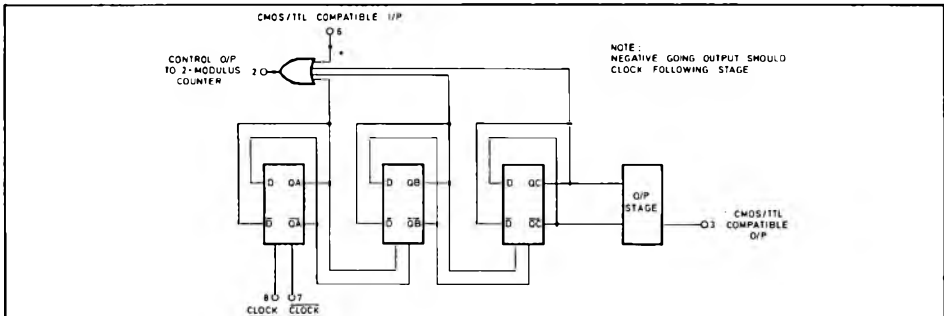 CMOS/TTL COMPATIBLE I/P
6
*
CONTROL O/P
TO 2-MODULUS
COUNTER
2
NOTE:
NEGATIVE GOING OUTPUT SHOULD
CLOCK FOLLOWING STAGE
D QA
D̅ Q̅A̅
D QB
D̅ Q̅B̅
D QC
D̅ Q̅C̅
O/P
STAGE
3 CMOS/TTL
COMPATIBLE
O/P
8 7
CLOCK C̅L̅O̅C̅K̅